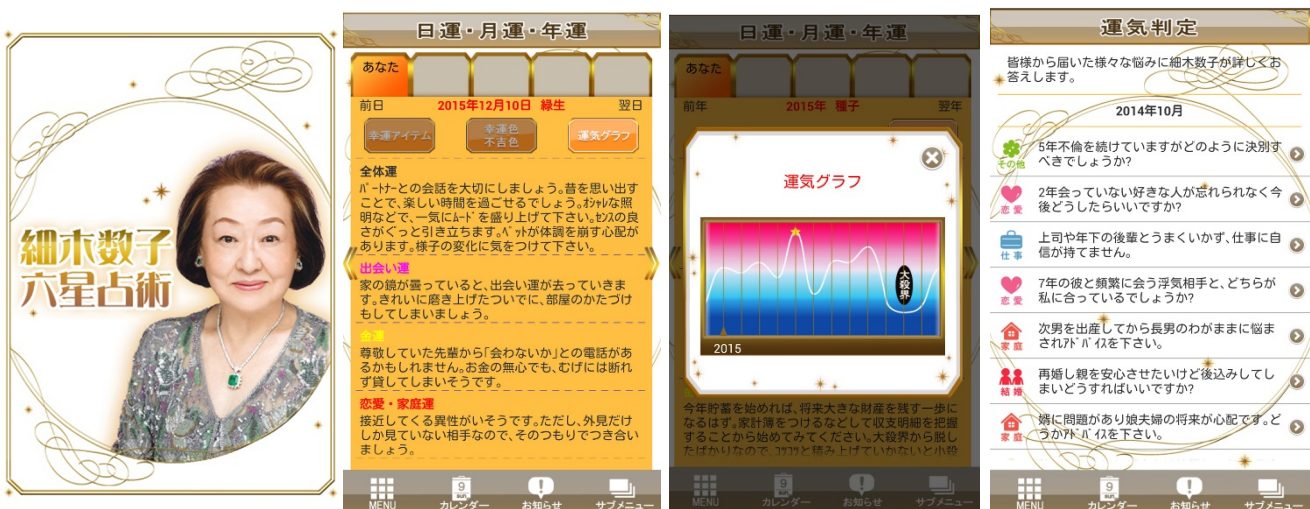 細木数子
六星占術
日運・月運・年運
あなた
前日 2015年12月10日 緑生 翌日
幸運アイテム
幸運色
不吉色
運気グラフ
全体運
パートナーとの会話を大切にしましょう。昔を思い出す
ことで、楽しい時間を過ごせるでしょう。オシャレな照
明などで、一気にムードを盛り上げて下さい。センスの良
さがぐっと引き立ちます。ペットが体調を崩す心配が
あります。様子の変化に気をつけて下さい。
出会い運
家の鏡が曇っていると、出会い運が去っていきま
す。きれいに磨き上げたついでに、部屋のかたづけ
もしてしまいましょう。
金運
尊敬していた先輩から「会わないか」との電話があ
るかもしれません。お金の無心でも、むげには断れ
ず貸してしまいそうです。
恋愛・家庭運
接近してくる異性がいそうです。ただし、外見だけ
しか見ていない相手なので、そのつもりでつき合い
ましょう。
MENU カレンダー お知らせ サブメニュー
9
SUN
日運・月運・年運
あなた
前年 2015年 種子 翌年
運気グラフ
大殺界
2015
今年貯蓄を始めれば、将来大きな財産を残す一歩に
なるはず。家計簿をつけるなどして収支明細を把握
することから始めてみてください。大殺界から脱し
たばかりなので、コツコツと積み上げていかないと小殺
MENU カレンダー お知らせ サブメニュー
9
SUN
運気判定
皆様から届いた様々な悩みに細木数子が詳しくお
答えします。
2014年10月
その他
5年不倫を続けていますがどのように決別す
べきでしょうか?
恋愛
2年会っていない好きな人が忘れられなく今
後どうしたらいいですか?
仕事
上司や年下の後輩とうまくいかず、仕事に自
信が持てません。
恋愛
7年の彼と頻繁に会う浮気相手と、どちらが
私に合っているでしょうか?
家庭
次男を出産してから長男のわがままに悩ま
されアドバイスを下さい。
結婚
再婚し親を安心させたいけど後込みしてし
まいどうすればいいですか?
家庭
婿に問題があり娘夫婦の将来が心配です。ど
うかアドバイスを下さい。
MENU カレンダー お知らせ サブメニュー
9
SUN